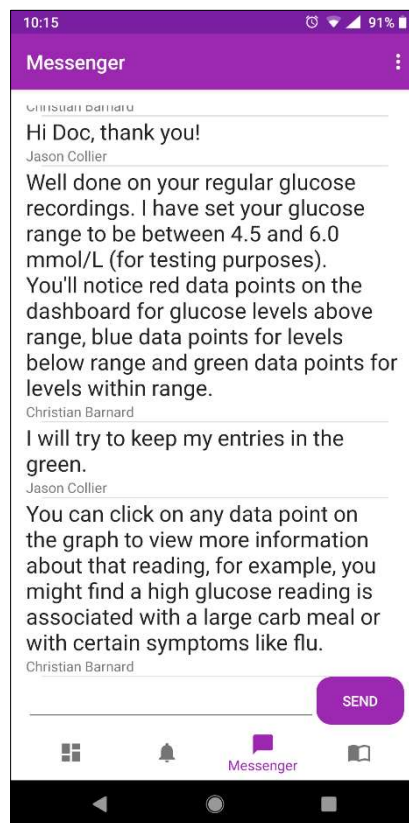 10:15 91%
Messenger
Christian Barnard
Hi Doc, thank you!
Jason Collier
Well done on your regular glucose
recordings. I have set your glucose
range to be between 4.5 and 6.0
mmol/L (for testing purposes).
You'll notice red data points on the
dashboard for glucose levels above
range, blue data points for levels
below range and green data points for
levels within range.
Christian Barnard
I will try to keep my entries in the
green.
Jason Collier
You can click on any data point on
the graph to view more information
about that reading, for example, you
might find a high glucose reading is
associated with a large carb meal or
with certain symptoms like flu.
Christian Barnard
SEND
Messenger